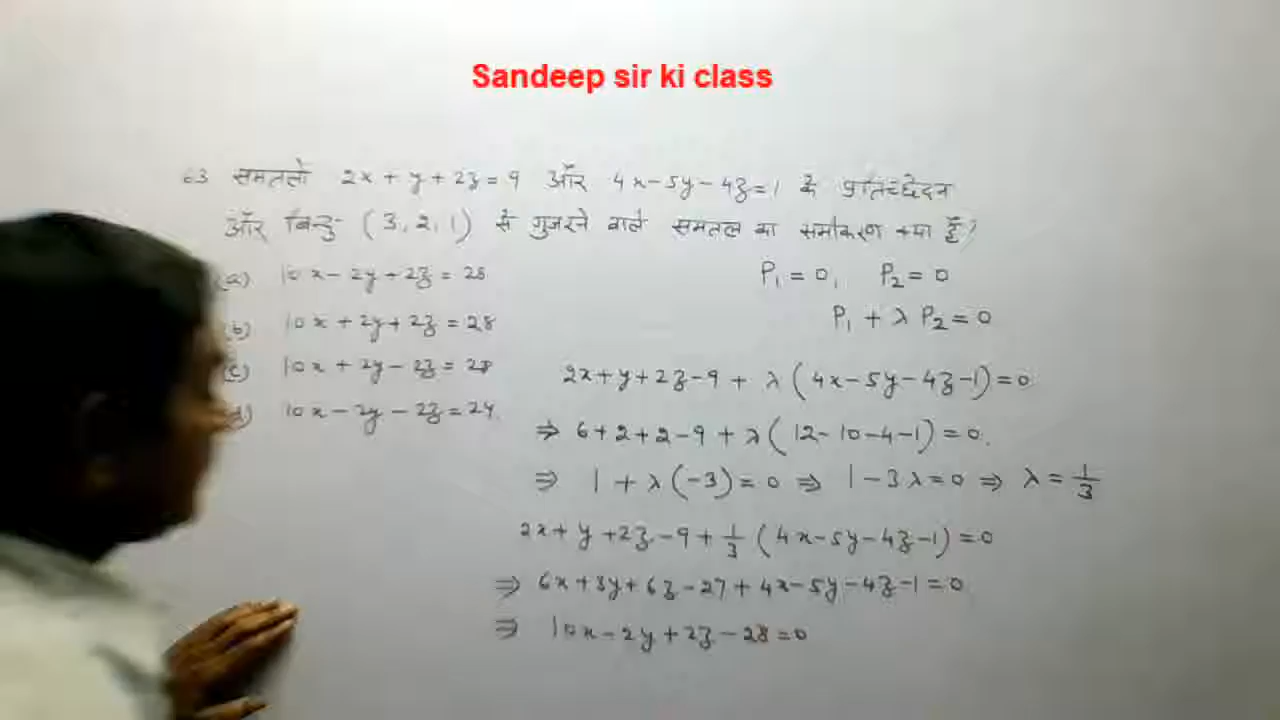 Sandeep sir ki class
63 समतलों 2x + y + 2z = 9 और 4x - 5y - 4z = 1 के प्रतिच्छेदन
और बिन्दु (3, 2, 1) से गुजरने वाले समतल का समीकरण क्या है?
(a) 10x - 2y + 2z = 28
(b) 10x + 2y + 2z = 28
(c) 10x + 2y - 2z = 28
(d) 10x - 2y - 2z = 24
P₁ = 0, P₂ = 0
P₁ + λ P₂ = 0
2x + y + 2z - 9 + λ (4x - 5y - 4z - 1) = 0
⇒ 6 + 2 + 2 - 9 + λ (12 - 10 - 4 - 1) = 0.
⇒ 1 + λ (-3) = 0 ⇒ 1 - 3λ = 0 ⇒ λ = 1/3
2x + y + 2z - 9 + 1/3 (4x - 5y - 4z - 1) = 0
⇒ 6x + 3y + 6z - 27 + 4x - 5y - 4z - 1 = 0
⇒ 10x - 2y + 2z - 28 = 0